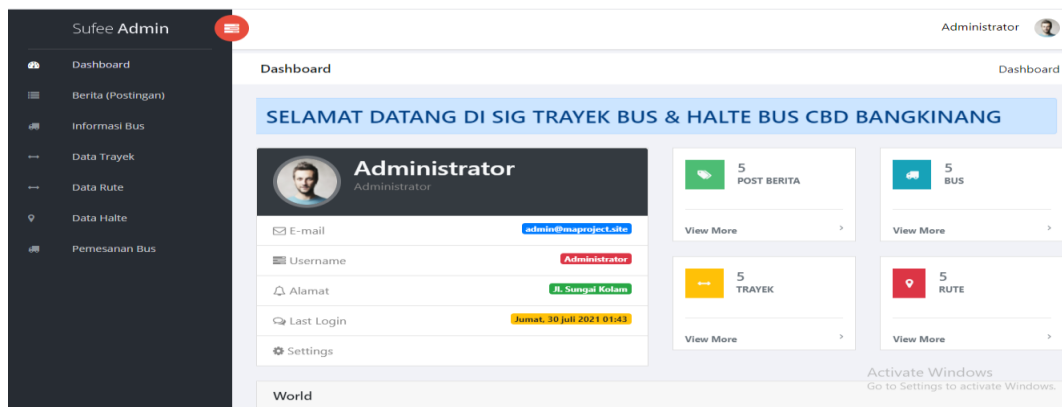 Sufee Admin
Administrator
Dashboard
Berita (Postingan)
Informasi Bus
Data Trayek
Data Rute
Data Halte
Pemesanan Bus
Dashboard
Dashboard
SELAMAT DATANG DI SIG TRAYEK BUS & HALTE BUS CBD BANGKINANG
Administrator
Administrator
E-mail admin@maproject.site
Username Administrator
Alamat Jl. Sungai Kolam
Last Login Jumat, 30 juli 2021 01:43
Settings
5
POST BERITA
View More
5
BUS
View More
5
TRAYEK
View More
5
RUTE
View More
World
Activate Windows
Go to Settings to activate Windows.